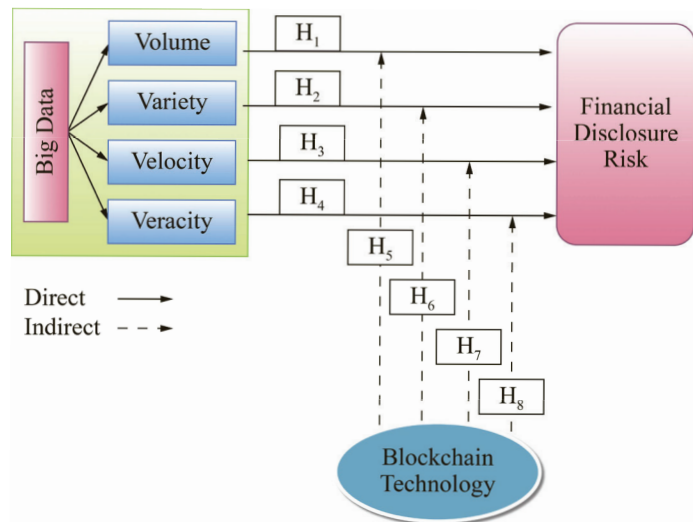 Big Data
Volume
Variety
Velocity
Veracity
H₁
H₂
H₃
H₄
Financial
Disclosure
Risk
H₅
H₆
H₇
H₈
Direct
Indirect
Blockchain
Technology